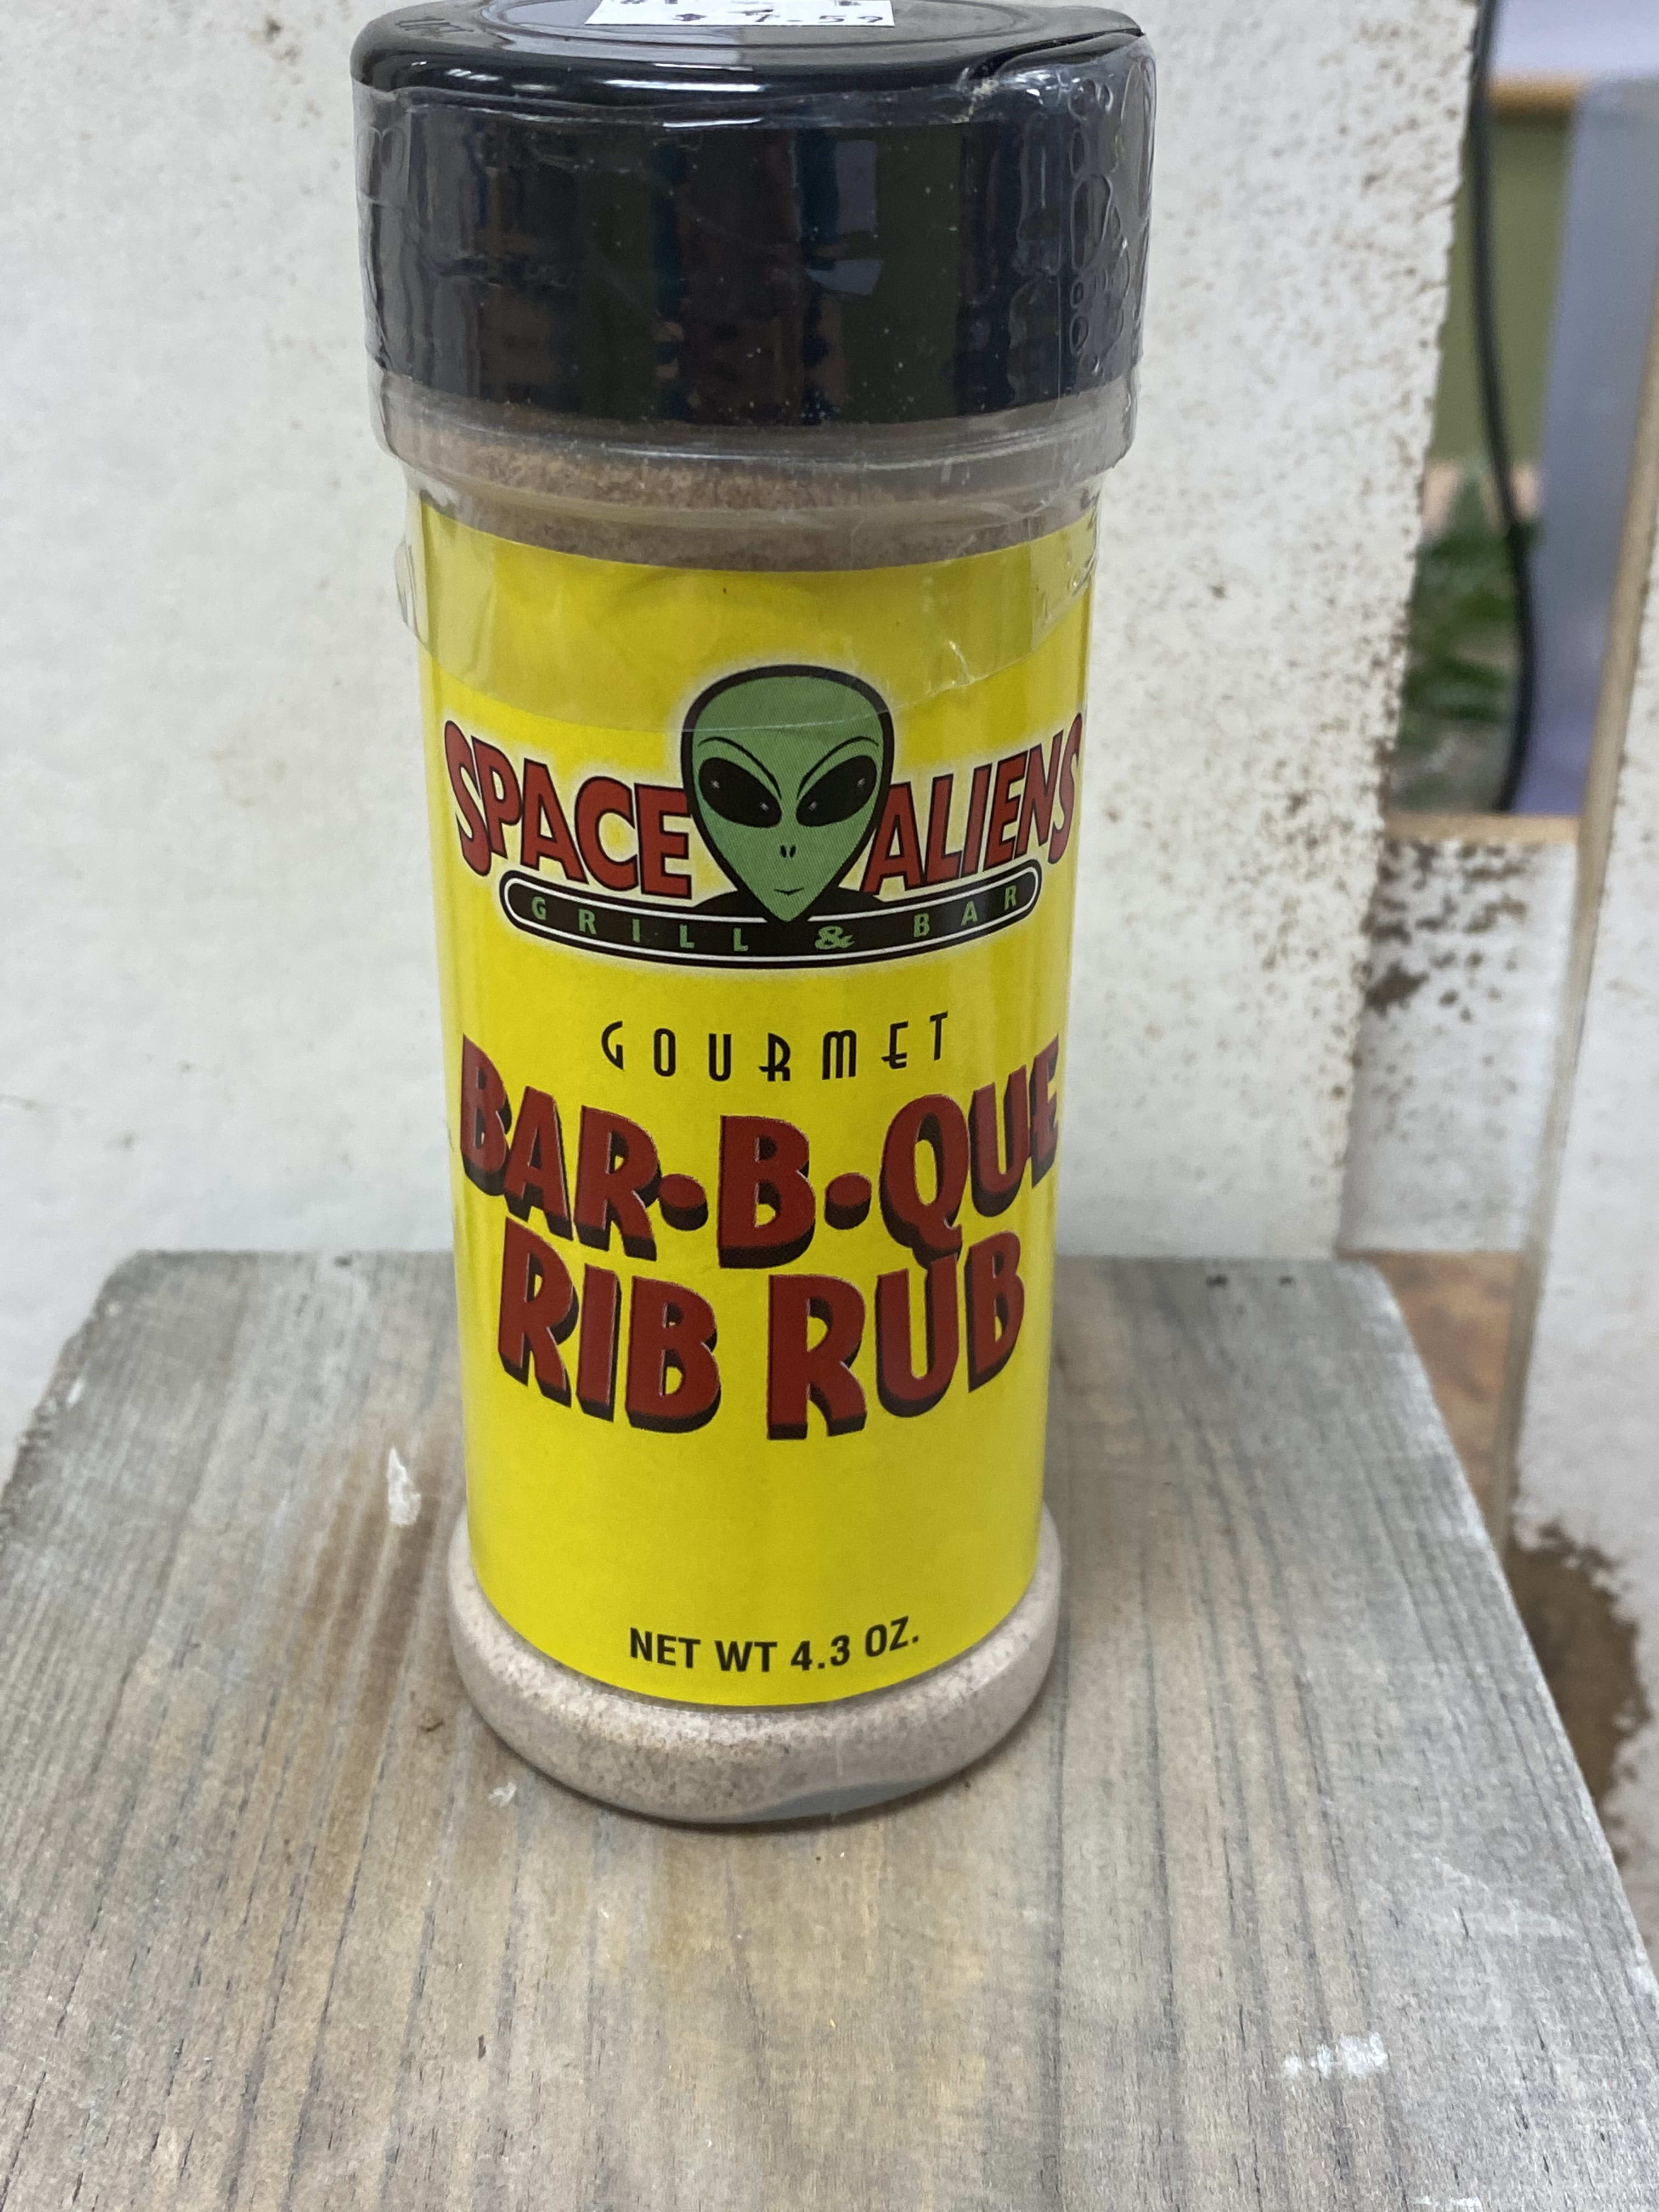 SPACE ALIENS
GRILL & BAR
GOURMET
BAR•B•QUE
RIB RUB
NET WT 4.3 OZ.